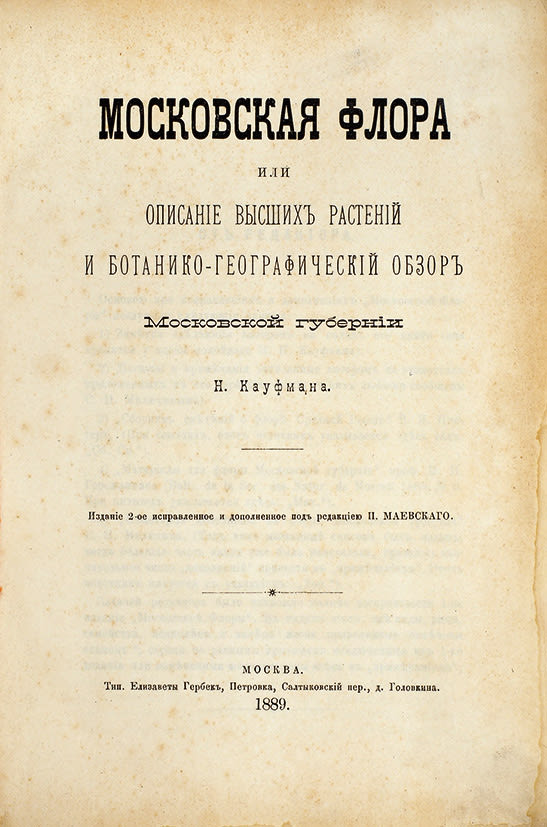 МОСКОВСКАЯ ФЛОРА
ИЛИ
ОПИСАНІЕ ВЫСШИХЪ РАСТЕНІЙ
И БОТАНИКО-ГЕОГРАФИЧЕСКІЙ ОБЗОРЪ
Московской губерніи
Н. Кауфмана.
Изданіе 2-ое исправленное и дополненное подъ редакціею П. МАЕВСКАГО.
МОСКВА.
Тип. Елизаветы Гербек, Петровка, Салтыковскій пер., д. Головкина.
1889.